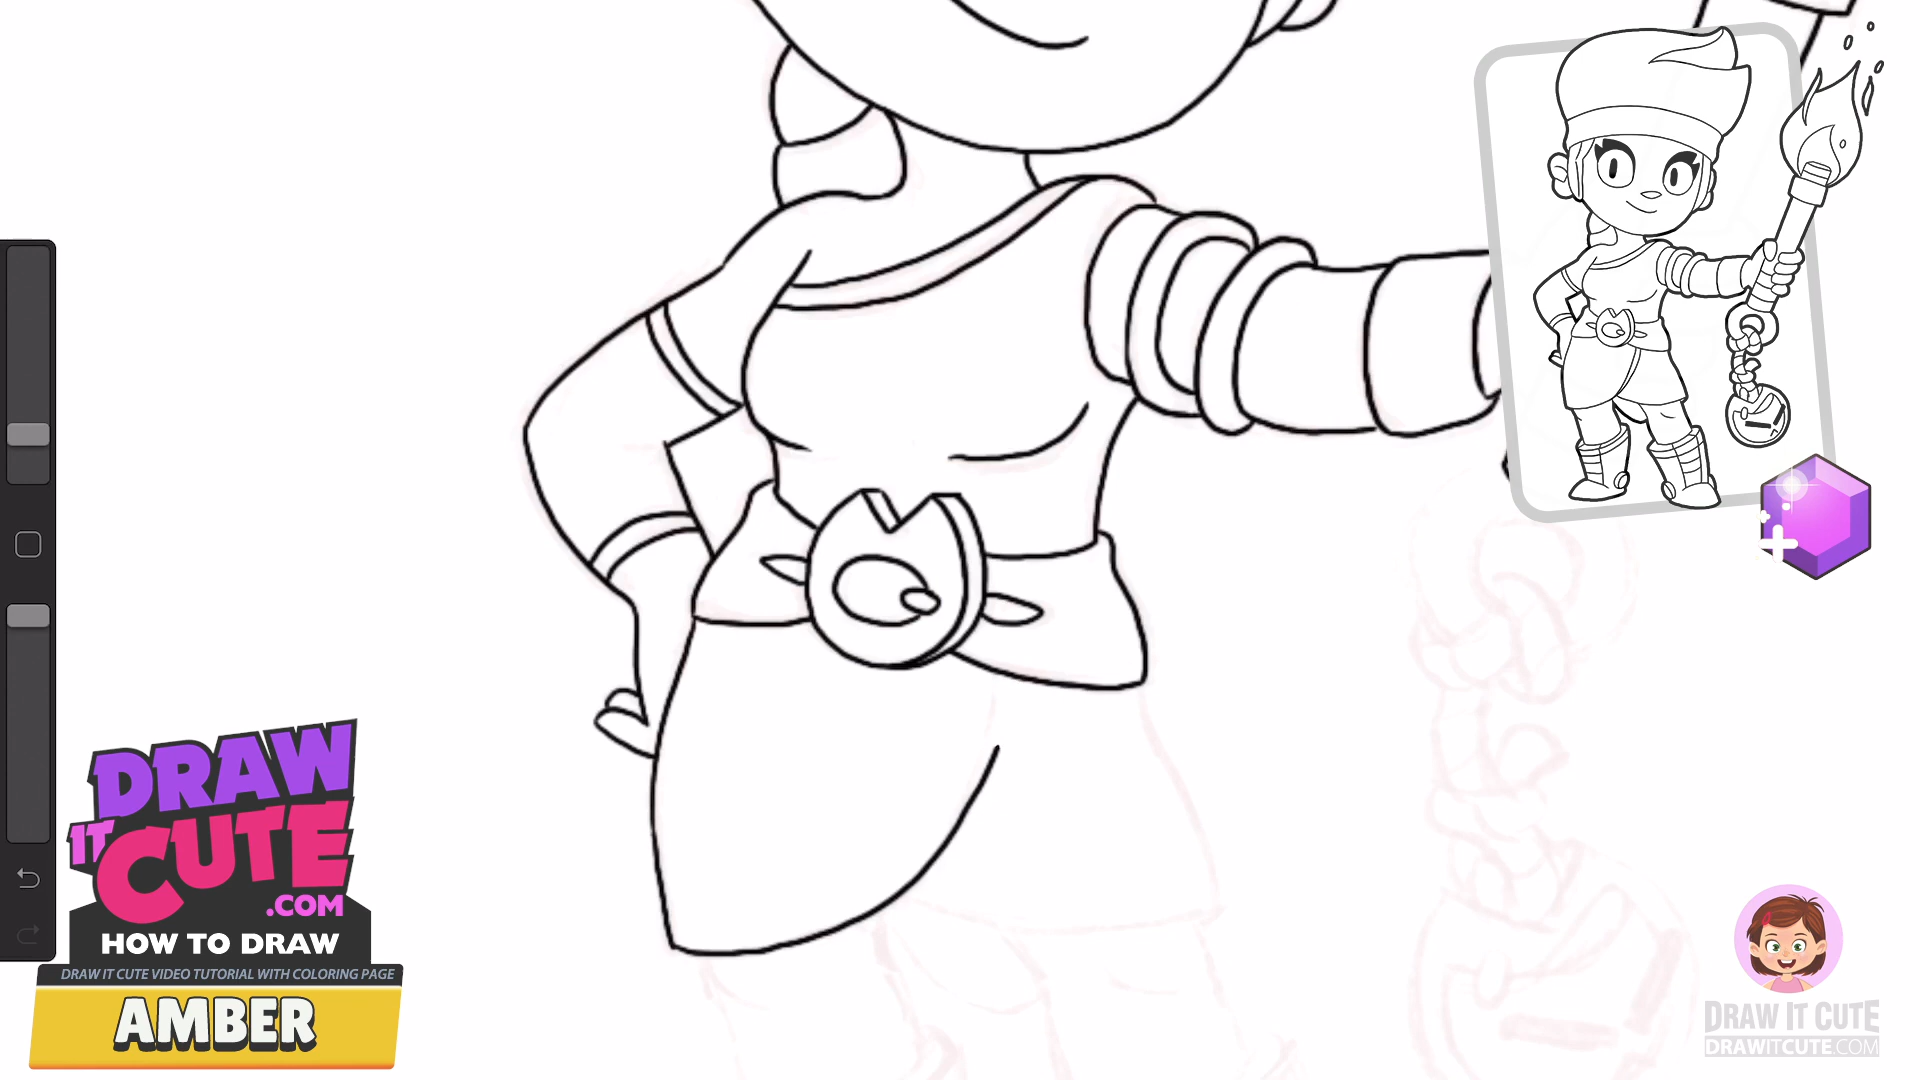 DRAW
IT CUTE
.COM
HOW TO DRAW
DRAW IT CUTE VIDEO TUTORIAL WITH COLORING PAGE
AMBER
DRAW IT CUTE
DRAWITCUTE.COM